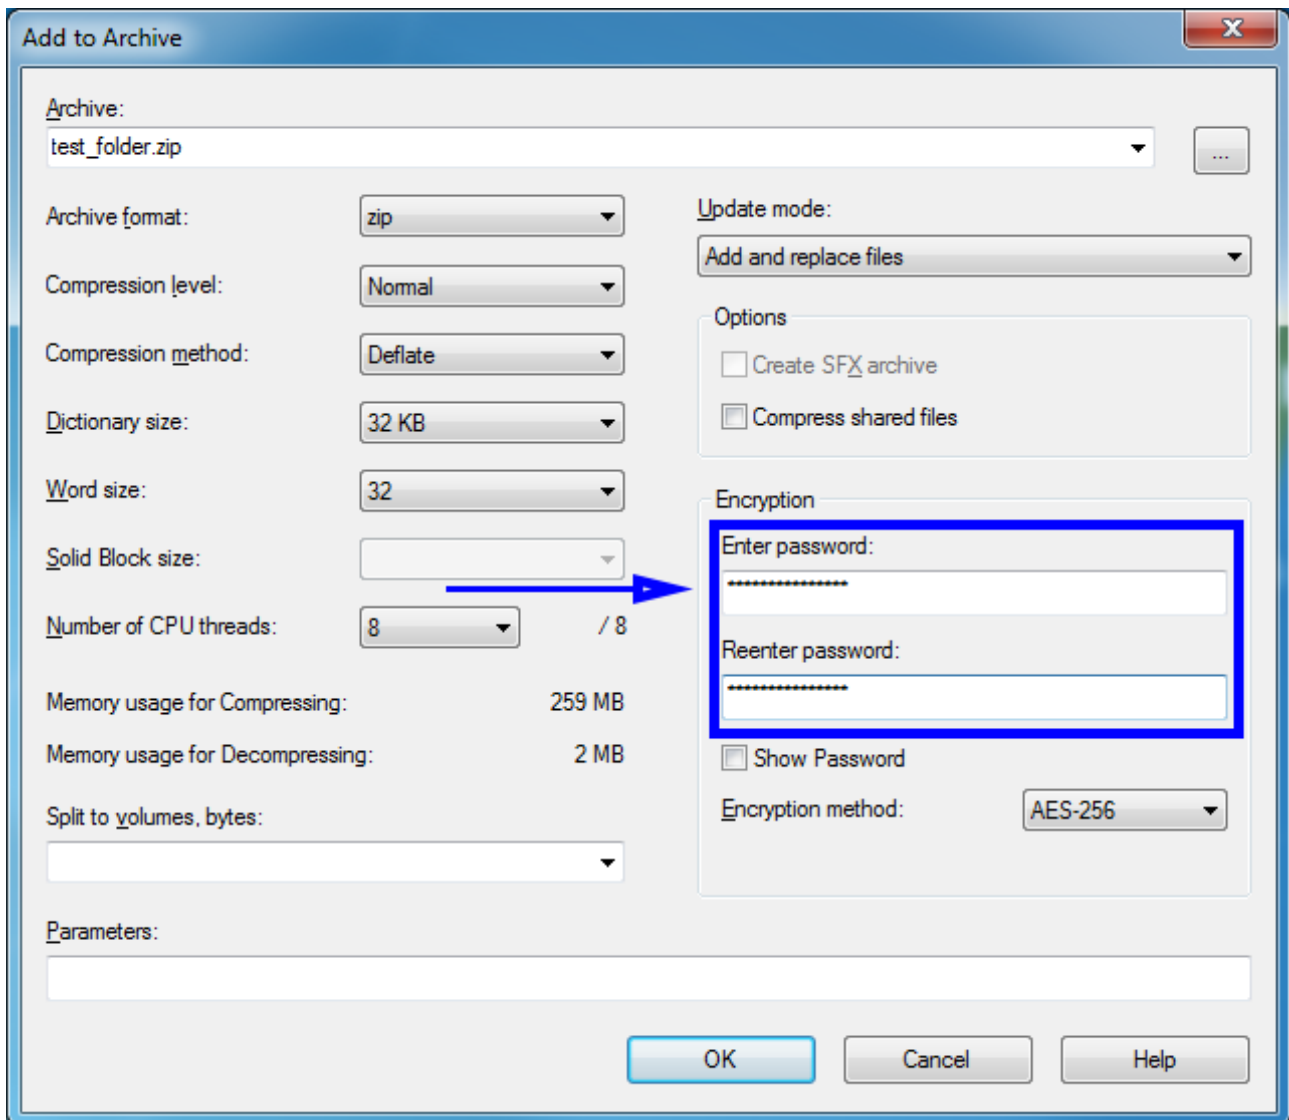 Add to Archive
Archive:
test_folder.zip
...
Archive format:
zip
Compression level:
Normal
Compression method:
Deflate
Dictionary size:
32 KB
Word size:
32
Solid Block size:
Number of CPU threads:
8
/ 8
Memory usage for Compressing:
259 MB
Memory usage for Decompressing:
2 MB
Split to volumes, bytes:
Update mode:
Add and replace files
Options
Create SFX archive
Compress shared files
Encryption
Enter password:
***************
Reenter password:
***************
Show Password
Encryption method:
AES-256
Parameters:
OK
Cancel
Help